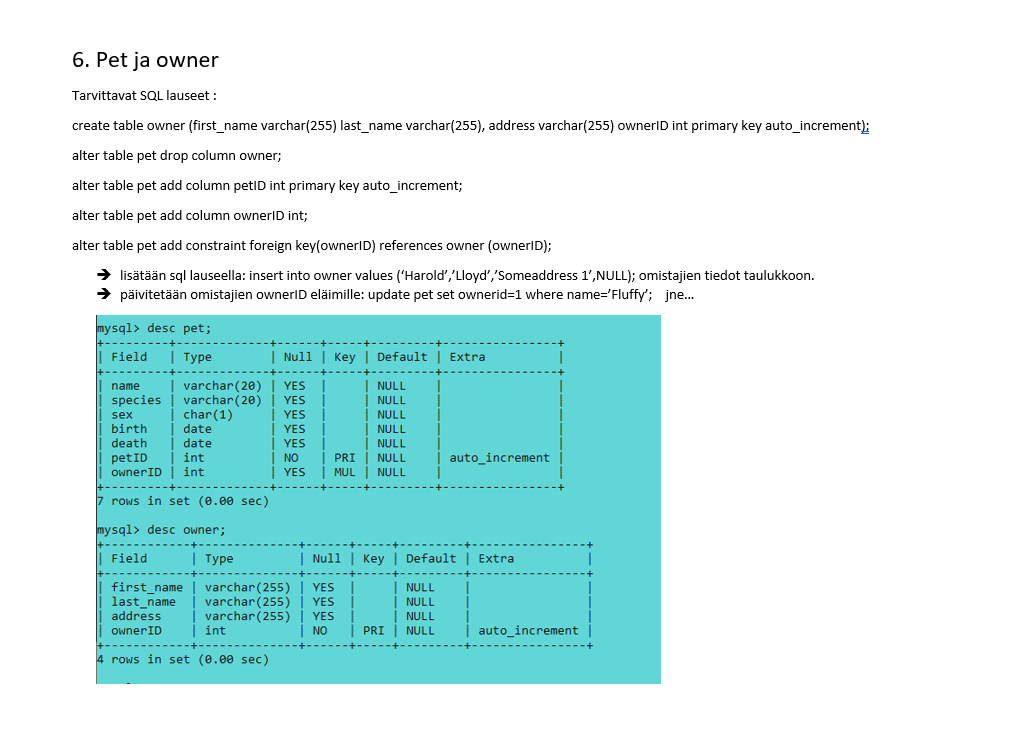 6. Pet ja owner
Tarvittavat SQL lauseet :
create table owner (first_name varchar(255) last_name varchar(255), address varchar(255) ownerID int primary key auto_increment);
alter table pet drop column owner;
alter table pet add column petID int primary key auto_increment;
alter table pet add column ownerID int;
alter table pet add constraint foreign key(ownerID) references owner (ownerID);
➔ lisätään sql lauseella: insert into owner values (‘Harold’,’Lloyd’,’Someaddress 1’,NULL); omistajien tiedot taulukkoon.
➔ päivitetään omistajien ownerID eläimille: update pet set ownerid=1 where name=’Fluffy’; jne…
mysql> desc pet;
+---------+-------------+------+-----+---------+----------------+
| Field   | Type        | Null | Key | Default | Extra          |
+---------+-------------+------+-----+---------+----------------+
| name    | varchar(20) | YES  |     | NULL    |                |
| species | varchar(20) | YES  |     | NULL    |                |
| sex     | char(1)     | YES  |     | NULL    |                |
| birth   | date        | YES  |     | NULL    |                |
| death   | date        | YES  |     | NULL    |                |
| petID   | int         | NO   | PRI | NULL    | auto_increment |
| ownerID | int         | YES  | MUL | NULL    |                |
+---------+-------------+------+-----+---------+----------------+
7 rows in set (0.00 sec)
mysql> desc owner;
+------------+--------------+------+-----+---------+----------------+
| Field      | Type         | Null | Key | Default | Extra          |
+------------+--------------+------+-----+---------+----------------+
| first_name | varchar(255) | YES  |     | NULL    |                |
| last_name  | varchar(255) | YES  |     | NULL    |                |
| address    | varchar(255) | YES  |     | NULL    |                |
| ownerID    | int          | NO   | PRI | NULL    | auto_increment |
+------------+--------------+------+-----+---------+----------------+
4 rows in set (0.00 sec)